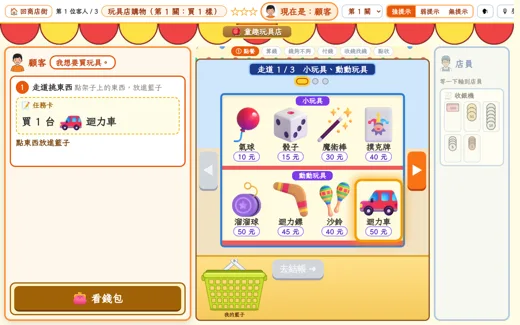 回商店街
第 1 位客人 / 3
玩具店購物（第 1 關：買 1 樣）
現在是：顧客
第 1 關
強提示
弱提示
無提示
童趣玩具店
顧客
我想要買玩具。
1 走道挑東西 點架子上的東西，放進籃子
任務卡
買 1 台 迴力車
點東西放進籃子
看錢包
走道 1 / 3 小玩具、動動玩具
小玩具
氣球
骰子
魔術棒
撲克牌
10 元
15 元
30 元
40 元
動動玩具
溜溜球
迴力鏢
沙鈴
迴力車
50 元
45 元
40 元
50 元
去結帳
我的籃子
店員
等一下輪到店員
收銀機